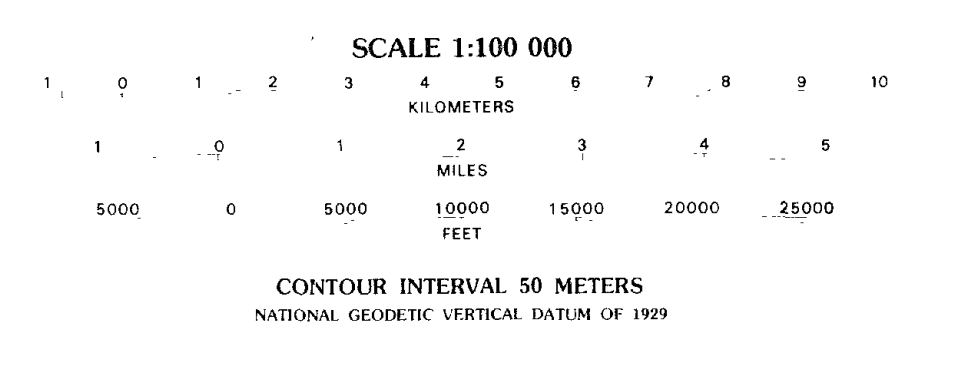 SCALE 1:100 000
1 0 1 2 3 4 5 6 7 8 9 10
KILOMETERS
1 0 1 2 3 4 5
MILES
5000 0 5000 10000 15000 20000 25000
FEET
CONTOUR INTERVAL 50 METERS
NATIONAL GEODETIC VERTICAL DATUM OF 1929